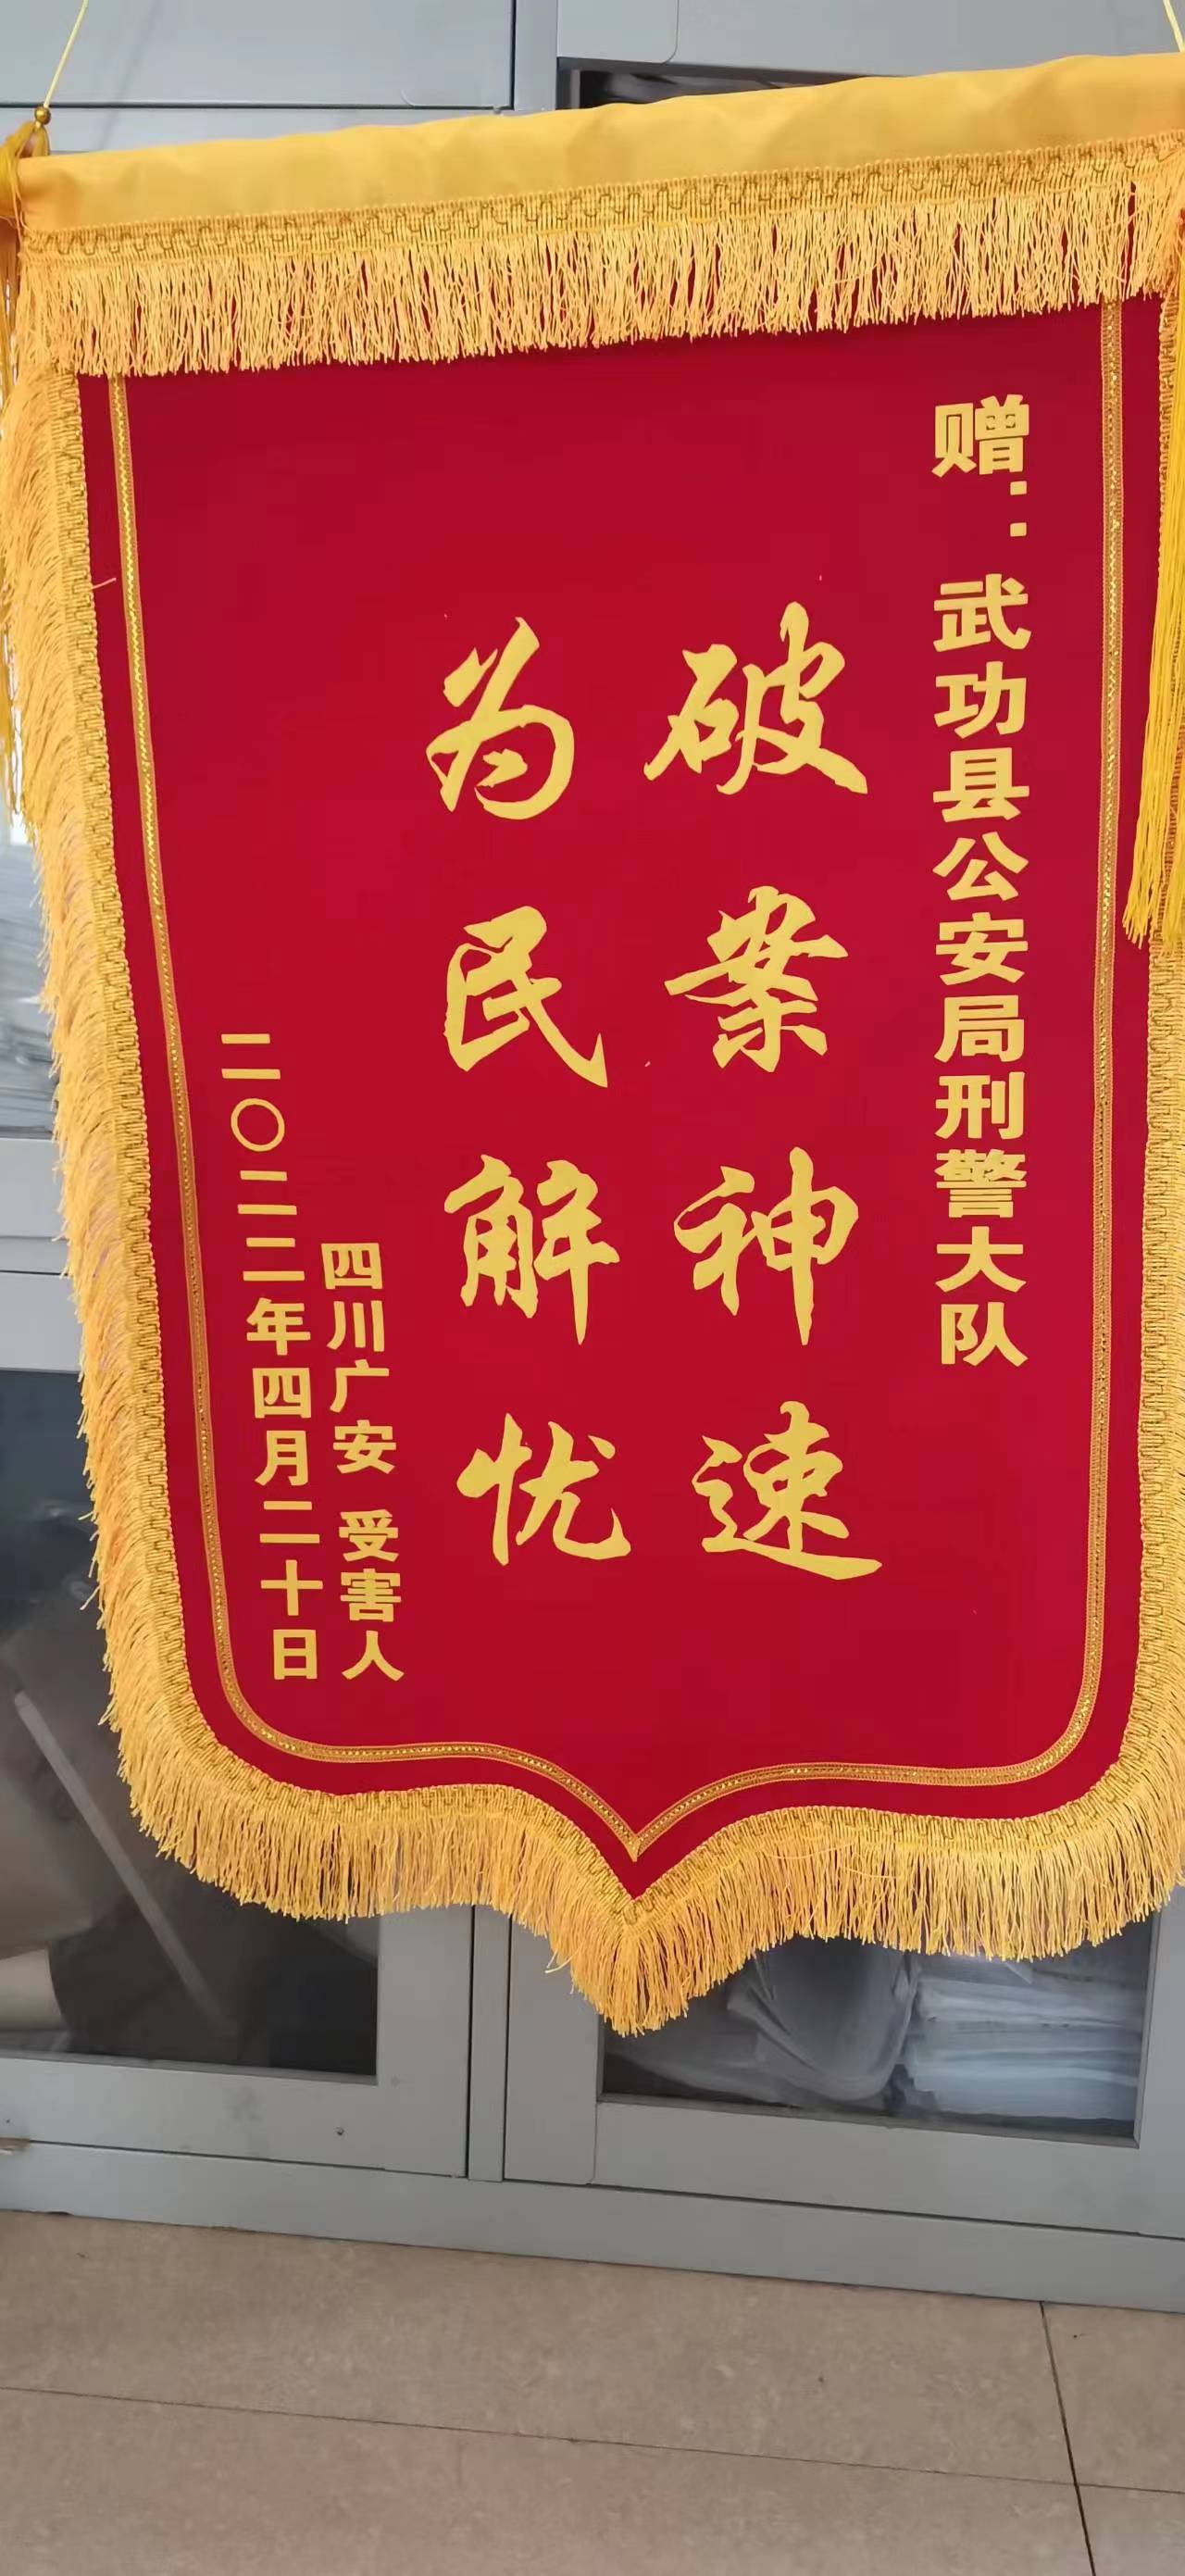 赠：武功县公安局刑警大队
破案神速
为民解忧
四川广安 受害人
二〇二二年四月二十日